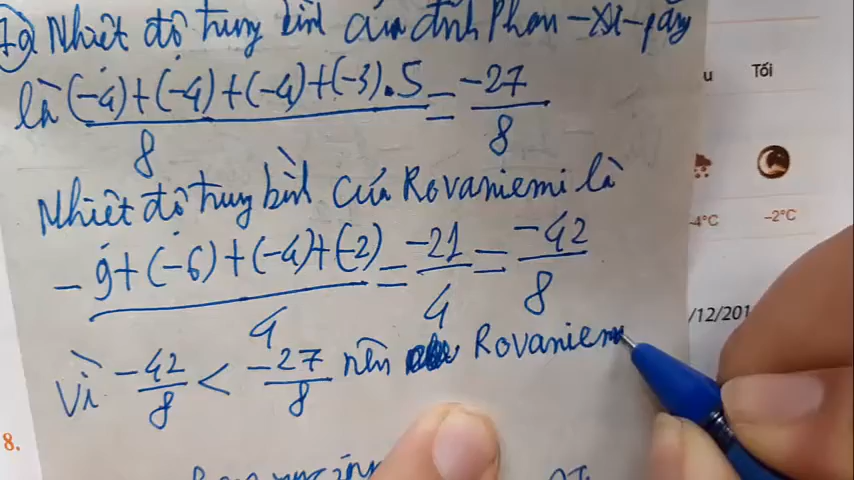 7a Nhiệt độ trung bình của đỉnh Phan-xi-păng
là (-4)+(-4)+(-4)+(-3).5 / 8 = -27/8
Nhiệt độ trung bình của Rovaniemi là
-9+(-6)+(-4)+(-2) / 4 = -21/4 = -42/8
Vì -42/8 < -27/8 nên Rovaniem
Tối
-4°C -2°C
/12/201
8.